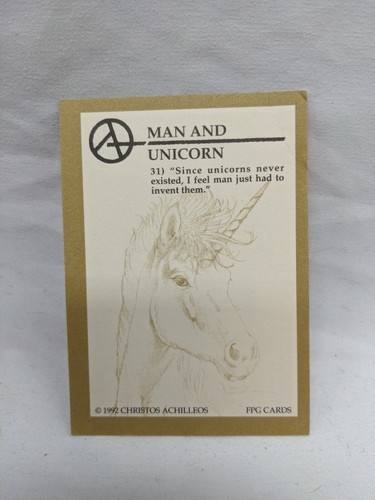 MAN AND
UNICORN
31) "Since unicorns never
existed, I feel man just had to
invent them."
© 1992 CHRISTOS ACHILLEOS
FPG CARDS